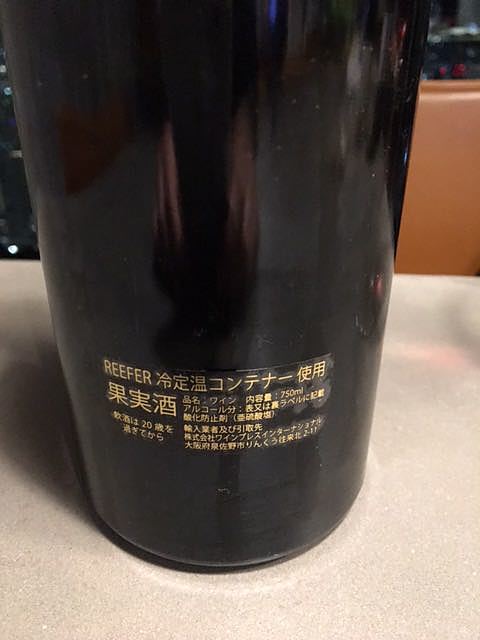 REEFER 冷定温コンテナー 使用
果実酒
品名：ワイン 内容量：750ml
アルコール分：表又は裏ラベルに記載
酸化防止剤（亜硫酸塩）
飲酒は20歳を
過ぎてから
輸入業者及び引取先
株式会社ワインプレスインターナショナル
大阪府泉佐野市りんくう往来北2-11